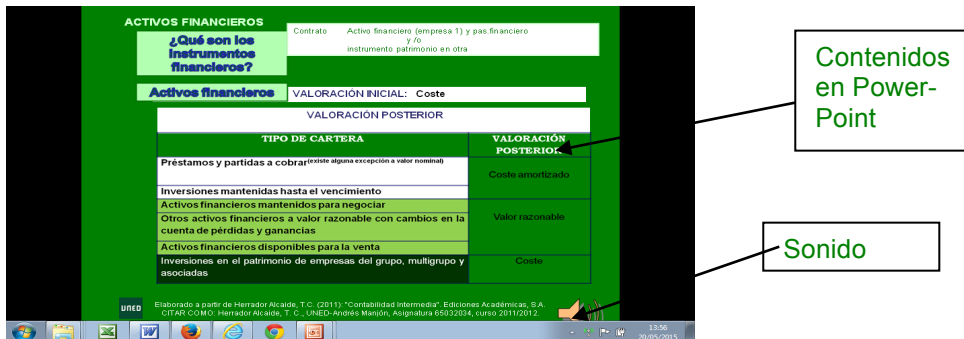 ACTIVOS FINANCIEROS
¿Qué son los
instrumentos
financieros?
Contrato Activo financiero (empresa 1) y pas.financiero
y /o
instrumento patrimonio en otra
Activos financieros
VALORACIÓN INICIAL: Coste
VALORACIÓN POSTERIOR
TIPO DE CARTERA
VALORACIÓN
POSTERIOR
Préstamos y partidas a cobrar(existe alguna excepción a valor nominal)
Coste amortizado
Inversiones mantenidas hasta el vencimiento
Activos financieros mantenidos para negociar
Otros activos financieros a valor razonable con cambios en la
cuenta de pérdidas y ganancias
Valor razonable
Activos financieros disponibles para la venta
Inversiones en el patrimonio de empresas del grupo, multigrupo y
asociadas
Coste
UNED
Elaborado a partir de Herrador Alcaide, T.C. (2011): "Contabilidad Intermedia". Ediciones Académicas, S.A.
CITAR COMO: Herrador Alcaide, T. C., UNED-Andrés Manjón, Asignatura 65032034, curso 2011/2012.
13:56
20/05/2015
Contenidos
en Power-
Point
Sonido